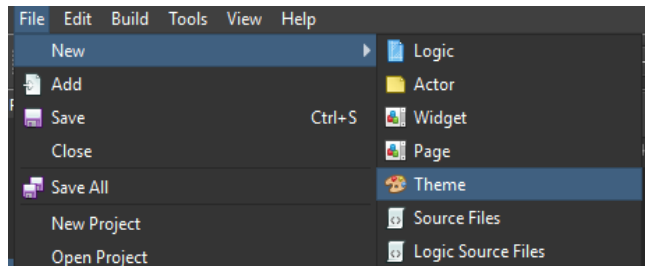 File Edit Build Tools View Help
New
Add
Save Ctrl+S
Close
Save All
New Project
Open Project
Logic
Actor
Widget
Page
Theme
Source Files
Logic Source Files